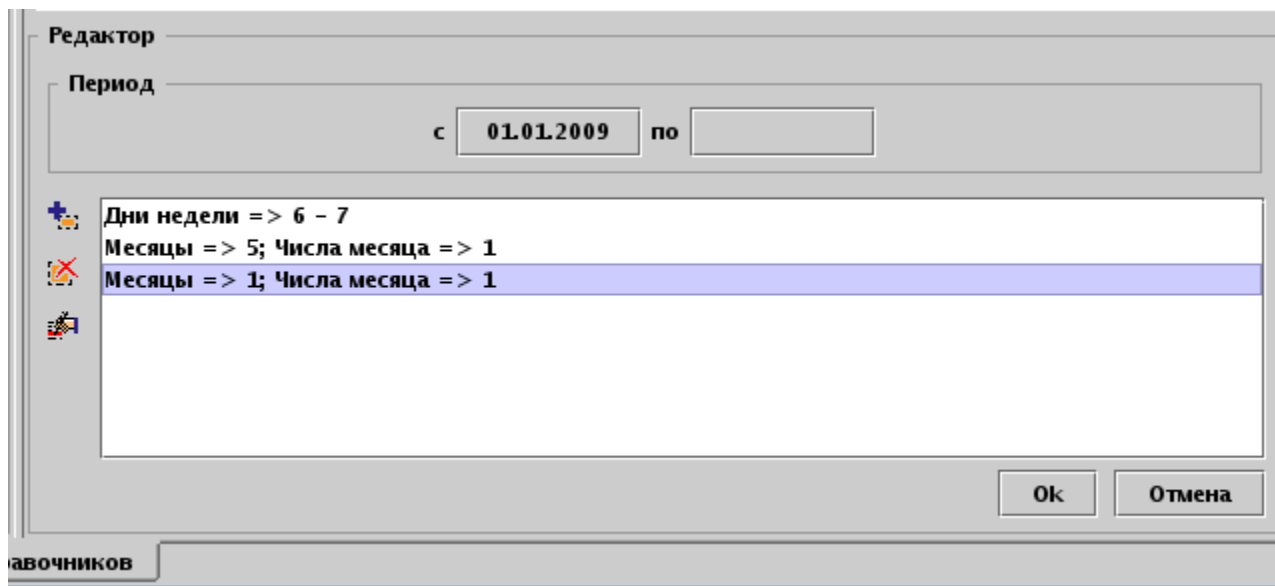 Редактор
Период
с 01.01.2009 по
Дни недели => 6 - 7
Месяцы => 5; Числа месяца => 1
Месяцы => 1; Числа месяца => 1
Ok Отмена
равочников